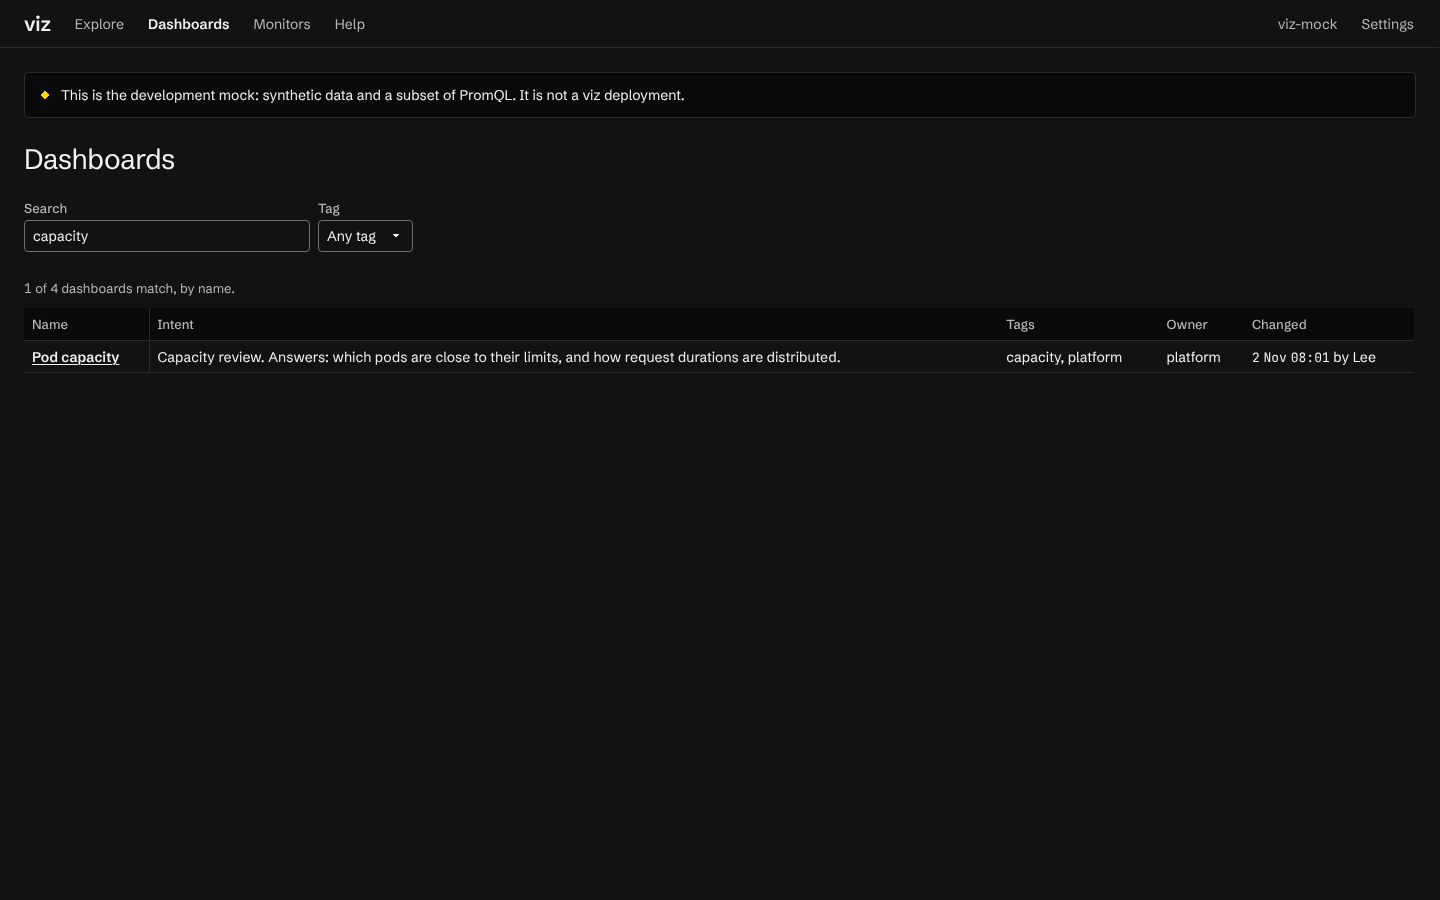 viz Explore Dashboards Monitors Help viz-mock Settings
This is the development mock: synthetic data and a subset of PromQL. It is not a viz deployment.
Dashboards
Search Tag
capacity Any tag
1 of 4 dashboards match, by name.
Name Intent Tags Owner Changed
Pod capacity Capacity review. Answers: which pods are close to their limits, and how request durations are distributed. capacity, platform platform 2 Nov 08:01 by Lee